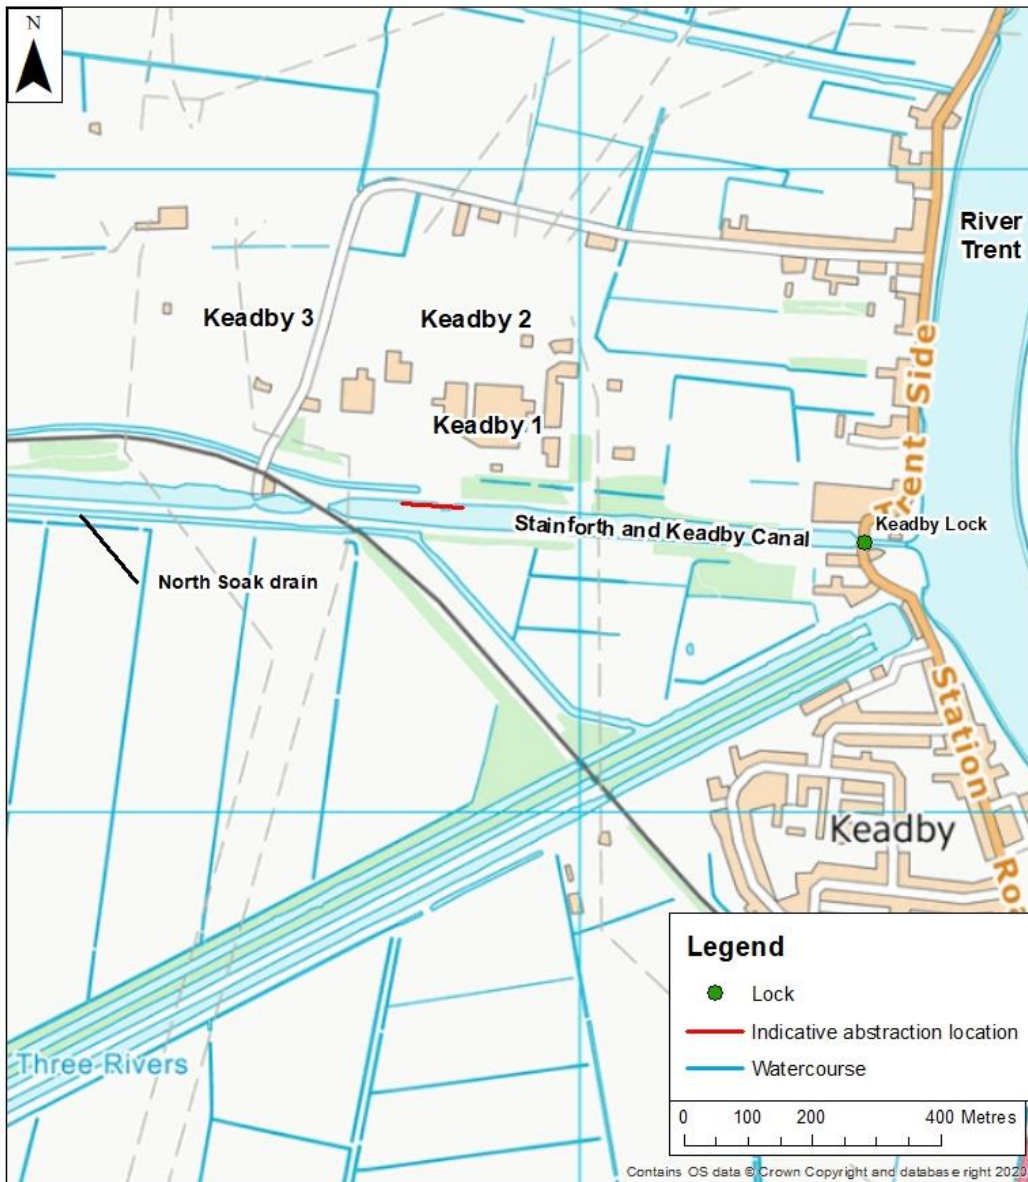 N
River
Trent
Keadby 3
Keadby 2
Keadby 1
Trent Side
Keadby Lock
Stainforth and Keadby Canal
North Soak drain
Station Roa
Keadby
Three Rivers
Legend
Lock
Indicative abstraction location
Watercourse
0 100 200 400 Metres
Contains OS data © Crown Copyright and database right 2020